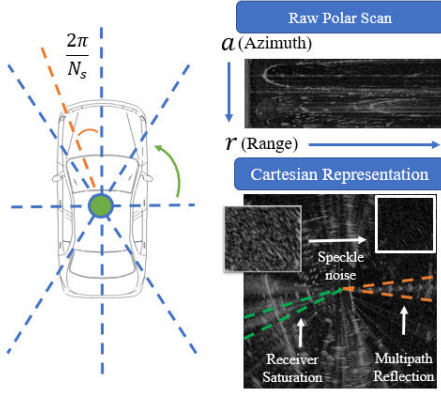 2π
N_s
Raw Polar Scan
a (Azimuth)
r (Range)
Cartesian Representation
Speckle
noise
Receiver
Saturation
Multipath
Reflection